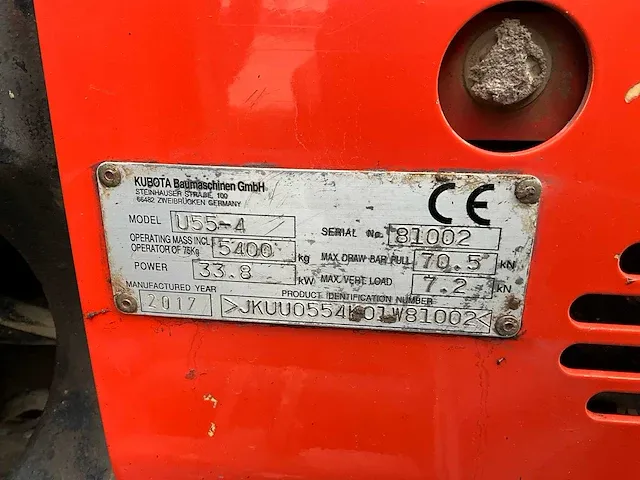 KUBOTA Baumaschinen GmbH
STEINHAUSER STRAßE 100
66482 ZWEIBRÜCKEN GERMANY
CE
MODEL U55-4 SERIAL No. 81002
OPERATING MASS INCL. OPERATOR OF 75Kg 5400 kg MAX. DRAW BAR PULL 70.5 kN
POWER 33.8 kW MAX. VERT. LOAD 7.2 kN
MANUFACTURED YEAR PRODUCT IDENTIFICATION NUMBER
2017 >JKUU0554K01W81002<